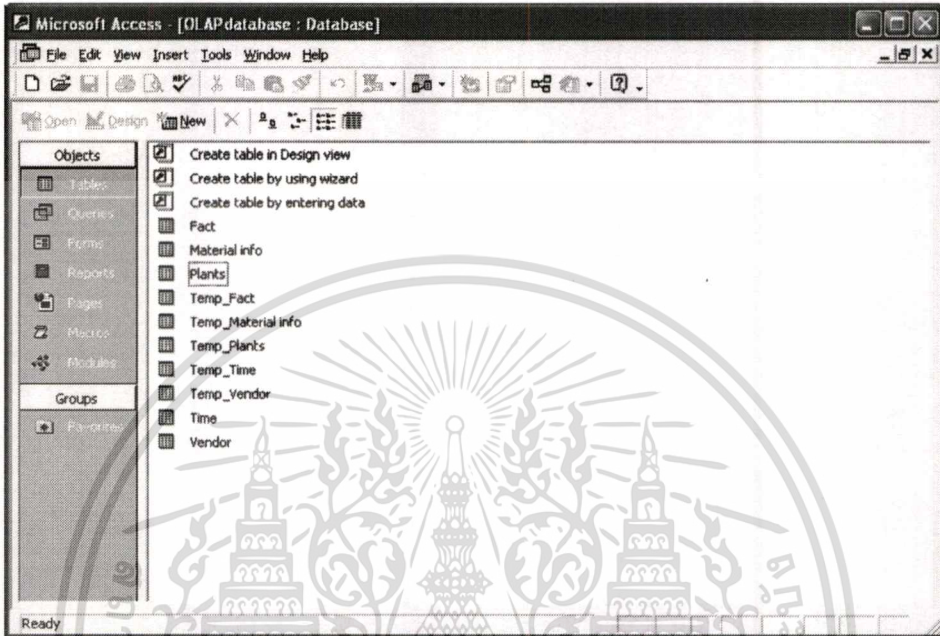 Microsoft Access - [OLAPdatabase : Database]
File Edit View Insert Tools Window Help
Open Design New
Objects
Tables
Queries
Forms
Reports
Pages
Macros
Modules
Groups
Favorites
Create table in Design view
Create table by using wizard
Create table by entering data
Fact
Material info
Plants
Temp_Fact
Temp_Material info
Temp_Plants
Temp_Time
Temp_Vendor
Time
Vendor
Ready